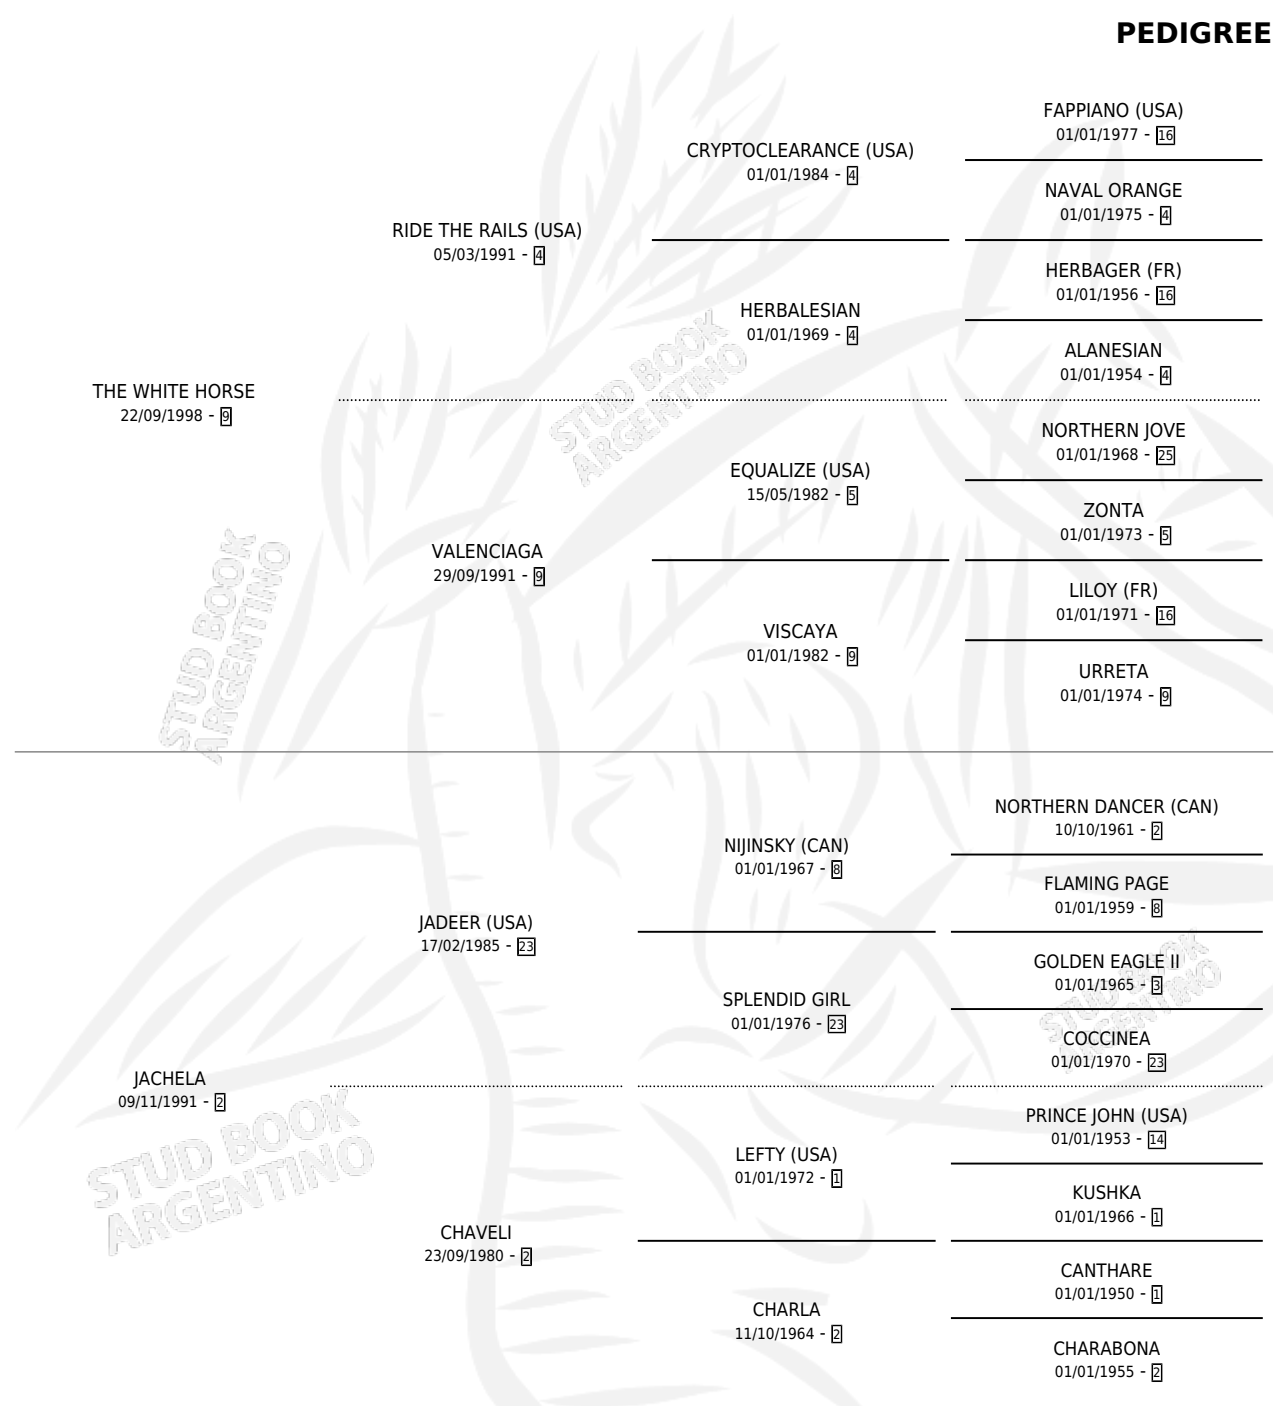 PEDIGREE
FAPPIANO (USA)
01/01/1977 - 16
CRYPTOCLEARANCE (USA)
01/01/1984 - 4
NAVAL ORANGE
01/01/1975 - 4
RIDE THE RAILS (USA)
05/03/1991 - 4
HERBAGER (FR)
01/01/1956 - 16
HERBALESIAN
01/01/1969 - 4
ALANESIAN
01/01/1954 - 4
THE WHITE HORSE
22/09/1998 - 9
NORTHERN JOVE
01/01/1968 - 25
EQUALIZE (USA)
15/05/1982 - 5
ZONTA
01/01/1973 - 5
VALENCIAGA
29/09/1991 - 9
LILOY (FR)
01/01/1971 - 16
VISCAYA
01/01/1982 - 9
URRETA
01/01/1974 - 9
NORTHERN DANCER (CAN)
10/10/1961 - 2
NIJINSKY (CAN)
01/01/1967 - 8
FLAMING PAGE
01/01/1959 - 8
JADEER (USA)
17/02/1985 - 23
GOLDEN EAGLE II
01/01/1965 - 3
SPLENDID GIRL
01/01/1976 - 23
COCCINEA
01/01/1970 - 23
JACHELA
09/11/1991 - 2
PRINCE JOHN (USA)
01/01/1953 - 14
LEFTY (USA)
01/01/1972 - 1
KUSHKA
01/01/1966 - 1
CHAVELI
23/09/1980 - 2
CANTHARE
01/01/1950 - 1
CHARLA
11/10/1964 - 2
CHARABONA
01/01/1955 - 2
STUD BOOK
ARGENTINO
STUD BOOK
ARGENTINO
STUD BOOK
ARGENTINO
STUD BOOK
ARGENTINO